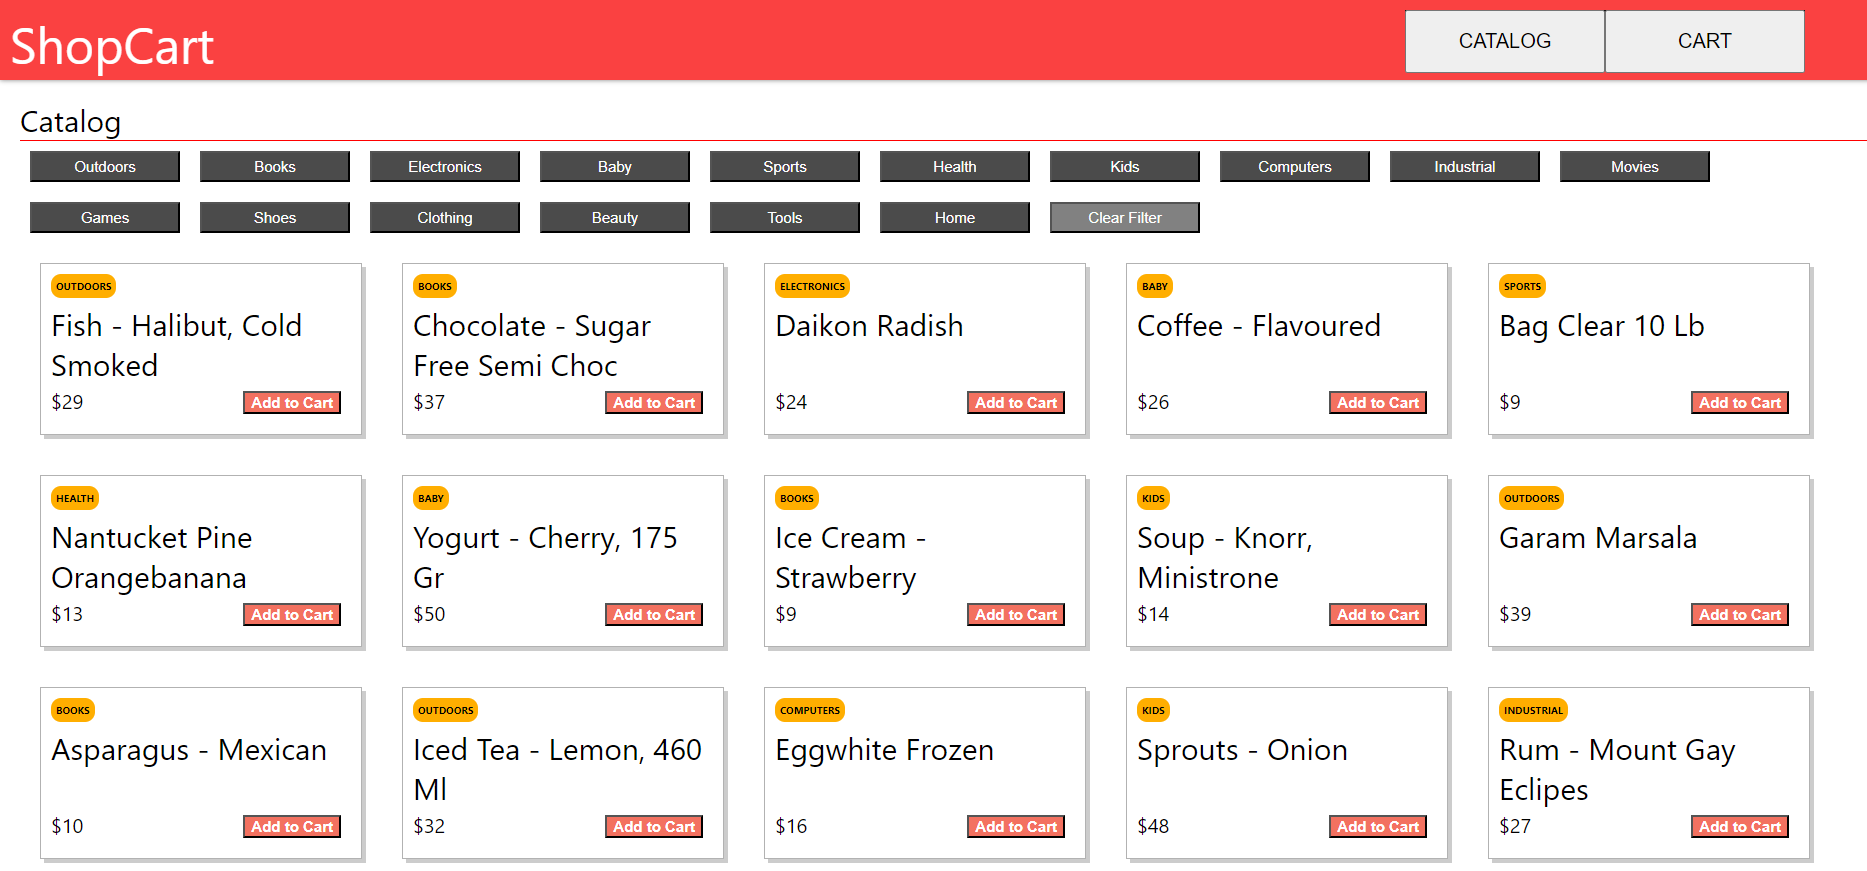 ShopCart
CATALOG CART
Catalog
Outdoors Books Electronics Baby Sports Health Kids Computers Industrial Movies
Games Shoes Clothing Beauty Tools Home Clear Filter
OUTDOORS
Fish - Halibut, Cold
Smoked
$29 Add to Cart
BOOKS
Chocolate - Sugar
Free Semi Choc
$37 Add to Cart
ELECTRONICS
Daikon Radish
$24 Add to Cart
BABY
Coffee - Flavoured
$26 Add to Cart
SPORTS
Bag Clear 10 Lb
$9 Add to Cart
HEALTH
Nantucket Pine
Orangebanana
$13 Add to Cart
BABY
Yogurt - Cherry, 175
Gr
$50 Add to Cart
BOOKS
Ice Cream -
Strawberry
$9 Add to Cart
KIDS
Soup - Knorr,
Ministrone
$14 Add to Cart
OUTDOORS
Garam Marsala
$39 Add to Cart
BOOKS
Asparagus - Mexican
$10 Add to Cart
OUTDOORS
Iced Tea - Lemon, 460
Ml
$32 Add to Cart
COMPUTERS
Eggwhite Frozen
$16 Add to Cart
KIDS
Sprouts - Onion
$48 Add to Cart
INDUSTRIAL
Rum - Mount Gay
Eclipes
$27 Add to Cart